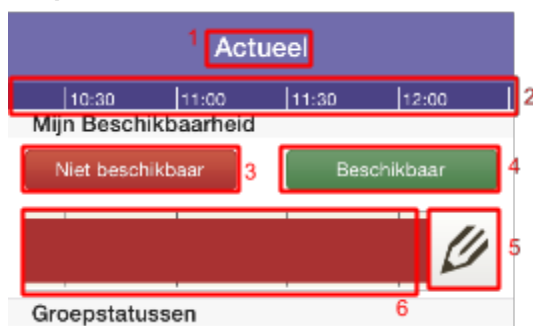 1 Actueel
10:30 11:00 11:30 12:00 2
Mijn Beschikbaarheid
Niet beschikbaar 3 Beschikbaar 4
5
6
Groepstatussen